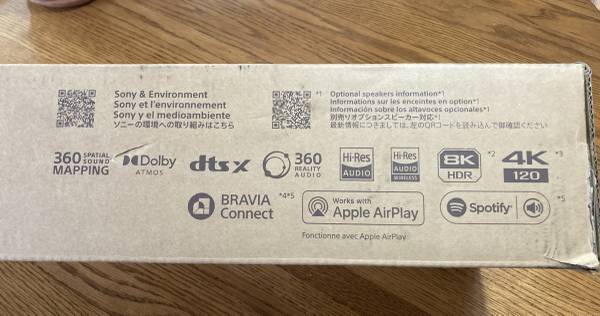 Sony & Environment
Sony et l'environnement
Sony y el medioambiente
ソニーの環境への取り組みはこちら
*1 Optional speakers information*1
Informations sur les enceintes en option*1
Información sobre los altavoces opcionales*1
別売りオプションスピーカー対応*1
最新情報につきましては、左のQRコードを読み込んで御確認ください
360 SPATIAL SOUND MAPPING
Dolby ATMOS
dts X
360 REALITY AUDIO
Hi-Res AUDIO
Hi-Res AUDIO WIRELESS
8K HDR *2
4K 120 *3
BRAVIA Connect *4*5
Works with Apple AirPlay
Spotify *5
Fonctionne avec Apple AirPlay